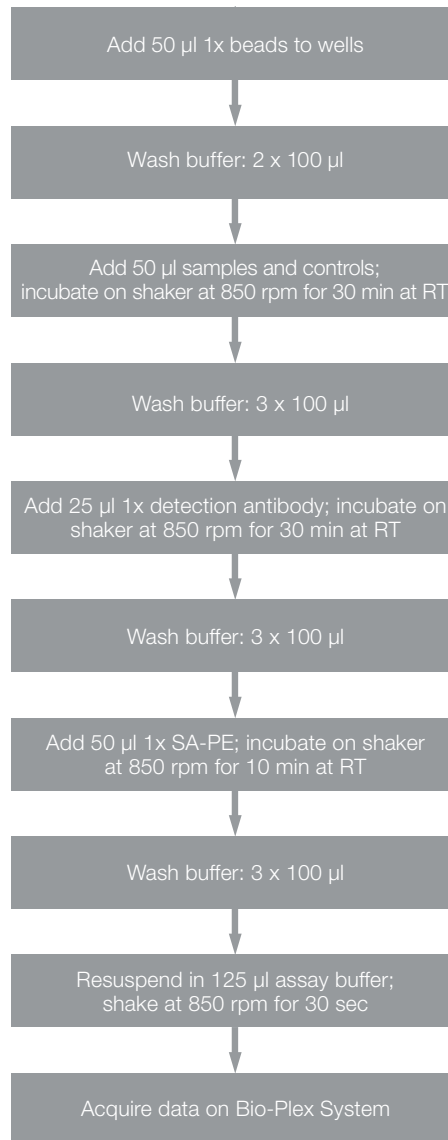 Add 50 µl 1x beads to wells
Wash buffer: 2 x 100 µl
Add 50 µl samples and controls;
incubate on shaker at 850 rpm for 30 min at RT
Wash buffer: 3 x 100 µl
Add 25 µl 1x detection antibody; incubate on
shaker at 850 rpm for 30 min at RT
Wash buffer: 3 x 100 µl
Add 50 µl 1x SA-PE; incubate on shaker
at 850 rpm for 10 min at RT
Wash buffer: 3 x 100 µl
Resuspend in 125 µl assay buffer;
shake at 850 rpm for 30 sec
Acquire data on Bio-Plex System